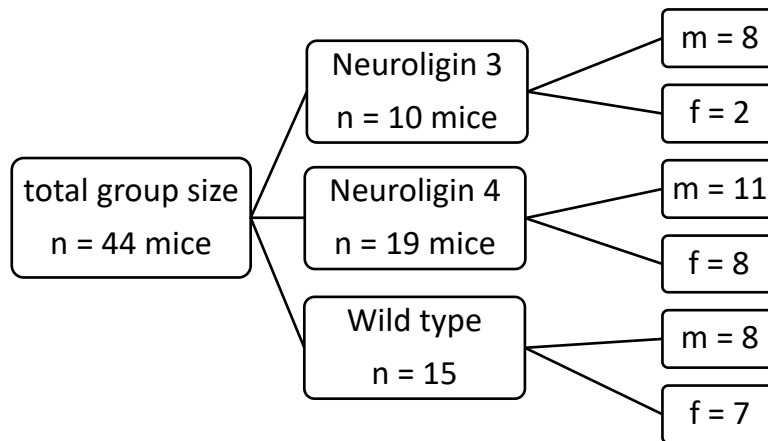 total group size
n = 44 mice
Neuroligin 3
n = 10 mice
m = 8
f = 2
Neuroligin 4
n = 19 mice
m = 11
f = 8
Wild type
n = 15
m = 8
f = 7